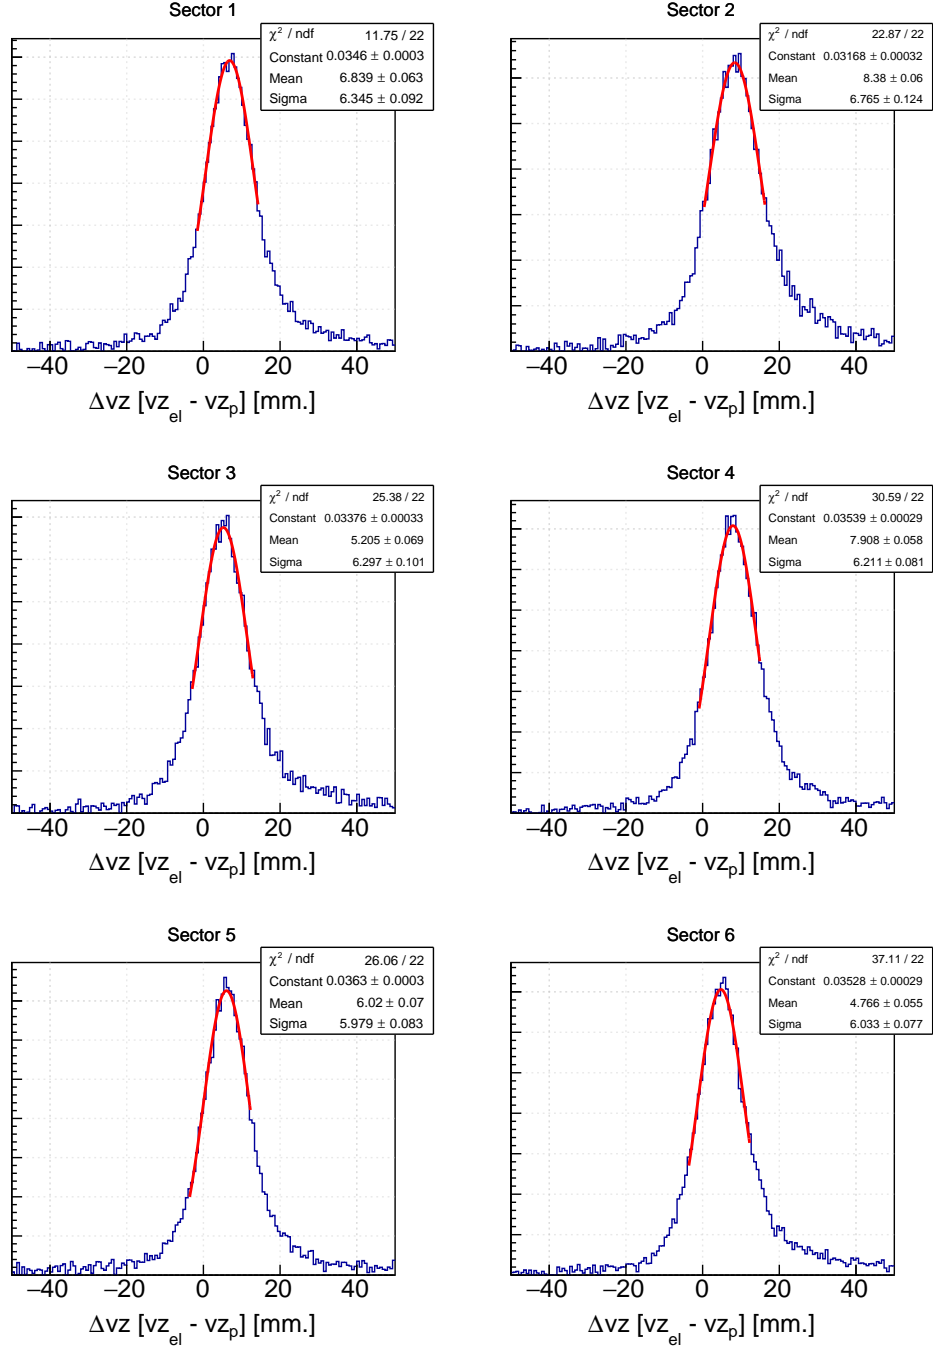 Sector 1
χ² / ndf 11.75 / 22
Constant 0.0346 ± 0.0003
Mean 6.839 ± 0.063
Sigma 6.345 ± 0.092
−40 −20 0 20 40
Δvz [vz_el - vz_p] [mm.]
Sector 2
χ² / ndf 22.87 / 22
Constant 0.03168 ± 0.00032
Mean 8.38 ± 0.06
Sigma 6.765 ± 0.124
−40 −20 0 20 40
Δvz [vz_el - vz_p] [mm.]
Sector 3
χ² / ndf 25.38 / 22
Constant 0.03376 ± 0.00033
Mean 5.205 ± 0.069
Sigma 6.297 ± 0.101
−40 −20 0 20 40
Δvz [vz_el - vz_p] [mm.]
Sector 4
χ² / ndf 30.59 / 22
Constant 0.03539 ± 0.00029
Mean 7.908 ± 0.058
Sigma 6.211 ± 0.081
−40 −20 0 20 40
Δvz [vz_el - vz_p] [mm.]
Sector 5
χ² / ndf 26.06 / 22
Constant 0.0363 ± 0.0003
Mean 6.02 ± 0.07
Sigma 5.979 ± 0.083
−40 −20 0 20 40
Δvz [vz_el - vz_p] [mm.]
Sector 6
χ² / ndf 37.11 / 22
Constant 0.03528 ± 0.00029
Mean 4.766 ± 0.055
Sigma 6.033 ± 0.077
−40 −20 0 20 40
Δvz [vz_el - vz_p] [mm.]